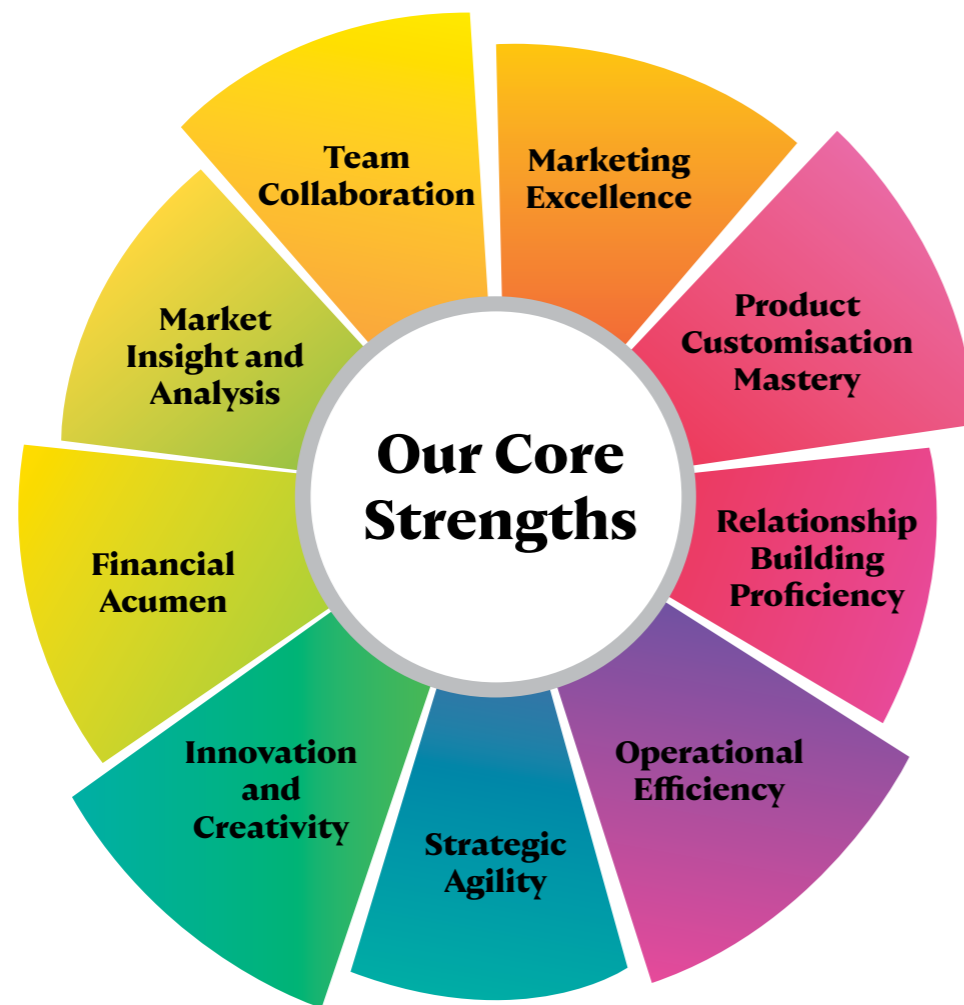 Team
Collaboration
Marketing
Excellence
Product
Customisation
Mastery
Relationship
Building
Proficiency
Operational
Efficiency
Strategic
Agility
Innovation
and
Creativity
Financial
Acumen
Market
Insight and
Analysis
Our Core
Strengths